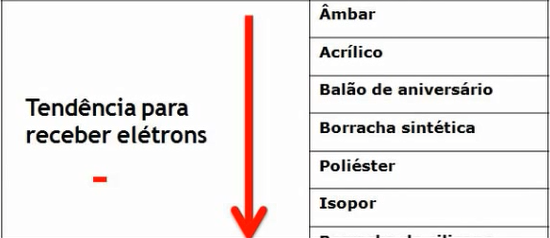 Tendência para
receber elétrons
-
Âmbar
Acrílico
Balão de aniversário
Borracha sintética
Poliéster
Isopor